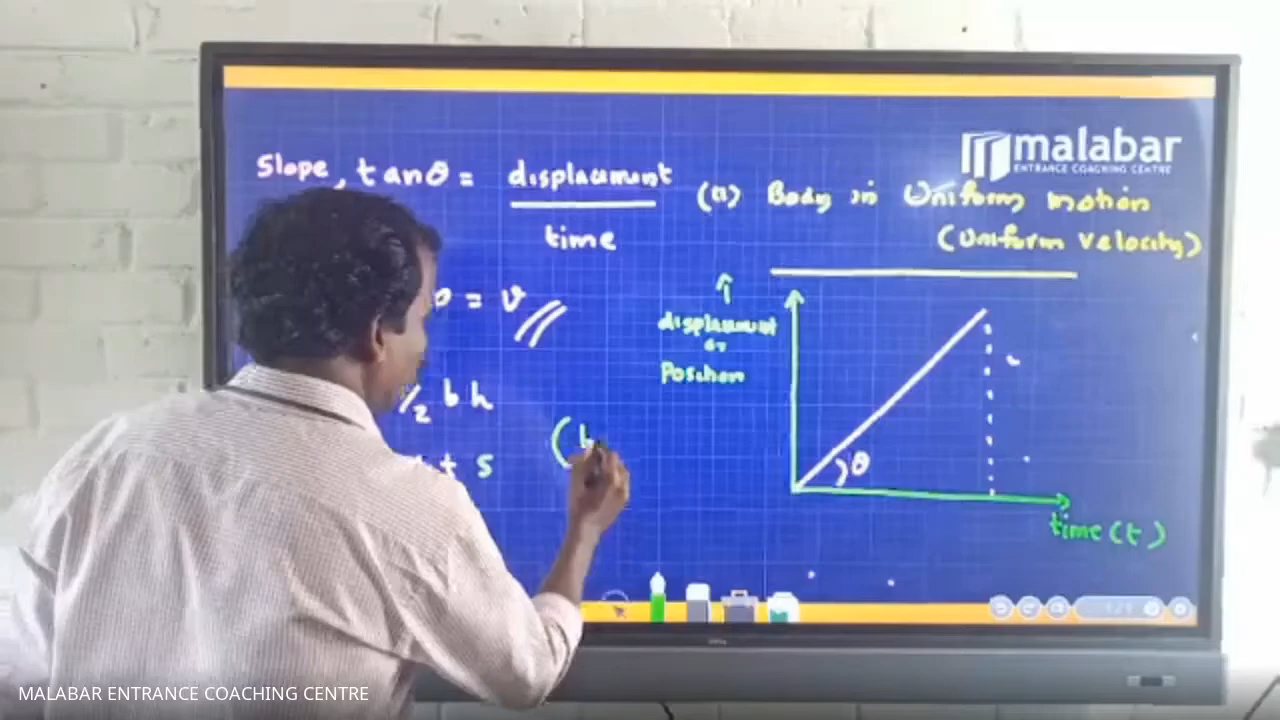 malabar
ENTRANCE COACHING CENTRE
Slope, tanθ = displacement
time
= v
1/2 b h
t s
(a) Body in Uniform motion
(Uniform velocity)
displacement
or
Position
θ
time (t)
MALABAR ENTRANCE COACHING CENTRE